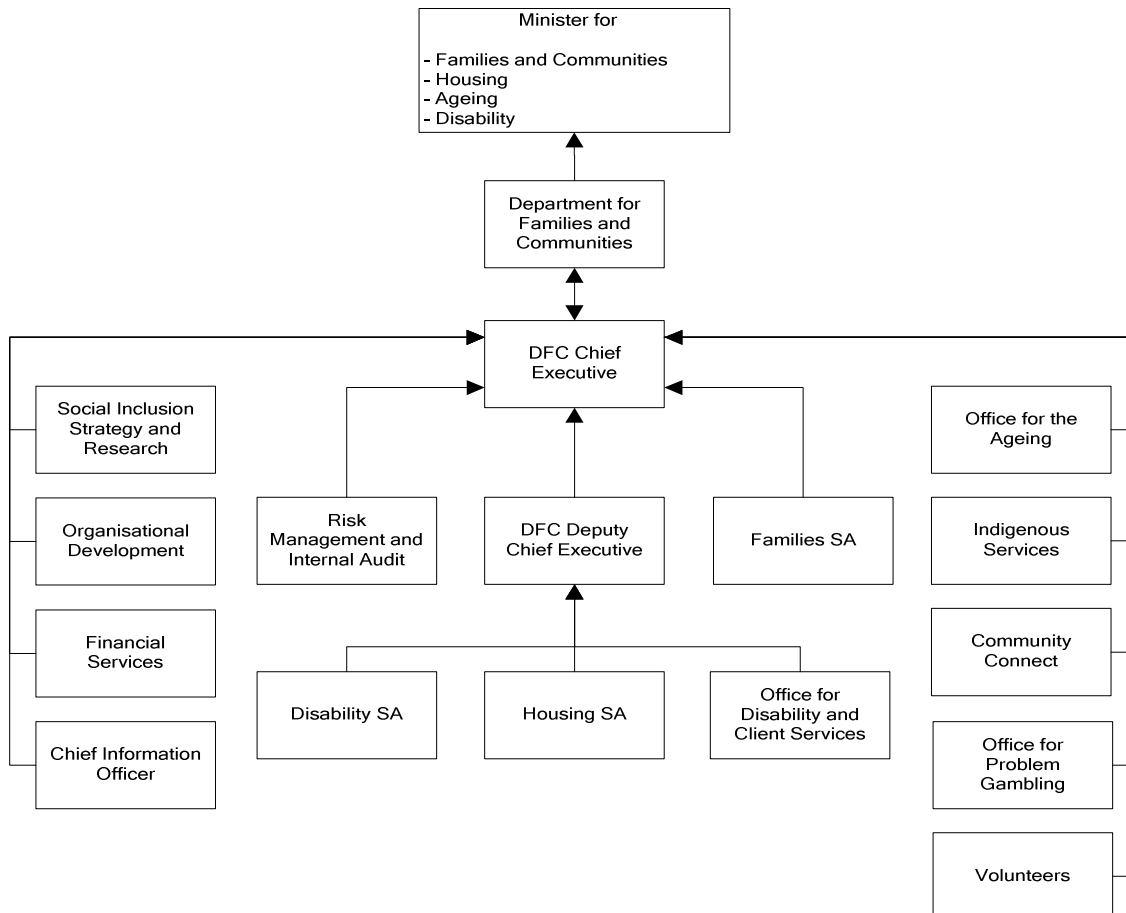 Minister for
- Families and Communities
- Housing
- Ageing
- Disability
Department for
Families and
Communities
DFC Chief
Executive
Social Inclusion
Strategy and
Research
Office for the
Ageing
Organisational
Development
Risk
Management and
Internal Audit
DFC Deputy
Chief Executive
Families SA
Indigenous
Services
Financial
Services
Community
Connect
Disability SA
Housing SA
Office for
Disability and
Client Services
Chief Information
Officer
Office for
Problem
Gambling
Volunteers